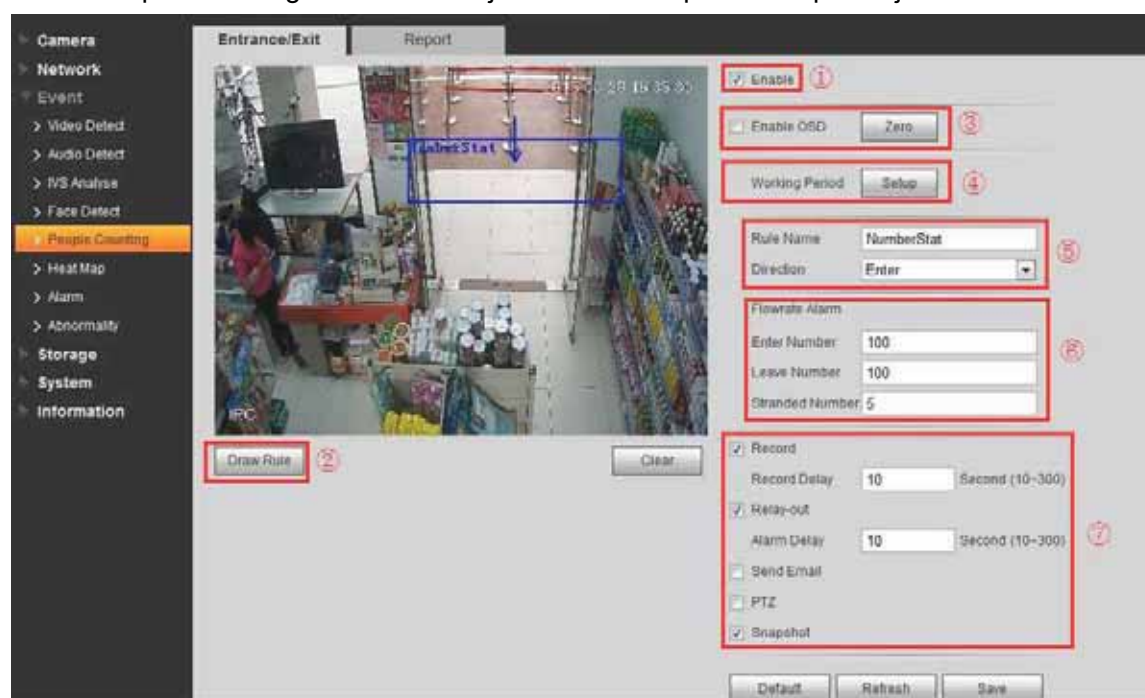 Entrance/Exit
Report
Camera
Network
Event
> Video Detect
> Audio Detect
> IVS Analyse
> Face Detect
People Counting
> Heat Map
> Alarm
> Abnormality
Storage
System
Information
NumberStat
IPC
Draw Rule ②
Clear
Enable ①
Enable OSD Zero ③
Working Period Setup ④
Rule Name NumberStat
⑤
Direction Enter
Flowrate Alarm
Enter Number 100
⑥
Leave Number 100
Stranded Number 5
Record
Record Delay 10 Second (10~300)
Relay-out
Alarm Delay 10 Second (10~300)
⑦
Send Email
PTZ
Snapshot
Default Refresh Save